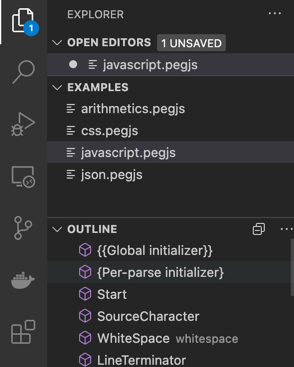 EXPLORER ...
1
OPEN EDITORS 1 UNSAVED
javascript.pegjs
EXAMPLES
arithmetics.pegjs
css.pegjs
javascript.pegjs
json.pegjs
OUTLINE ...
{{Global initializer}}
{Per-parse initializer}
Start
SourceCharacter
WhiteSpace whitespace
LineTerminator